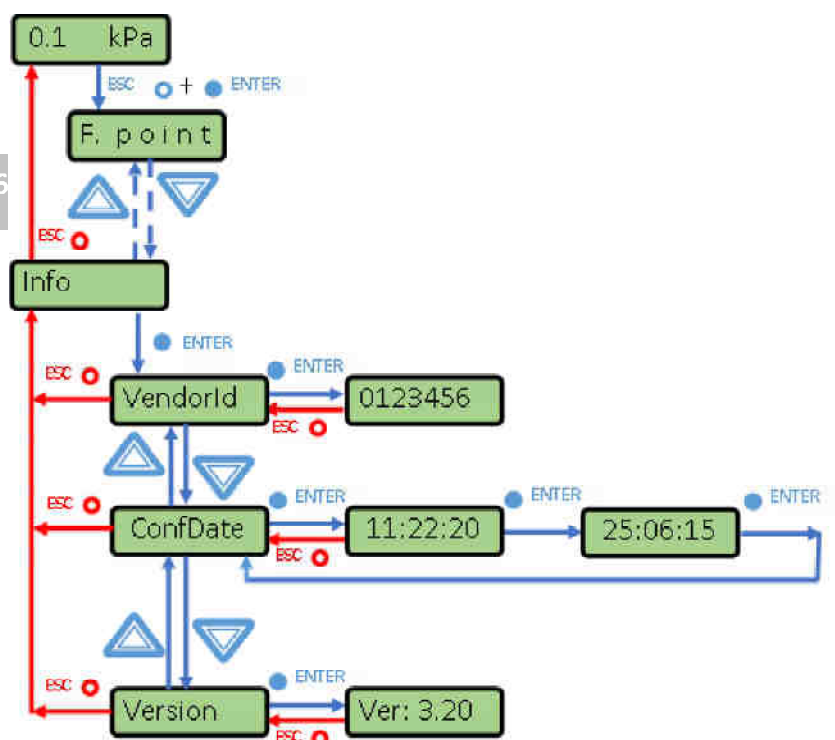 0.1 kPa
ESC + ENTER
F. point
6
ESC
Info
ENTER
ESC
ENTER
VendorId
0123456
ESC
ESC
ENTER
ENTER
ENTER
ConfDate
11:22:20
25:06:15
ESC
ESC
ENTER
Version
Ver: 3.20
ESC